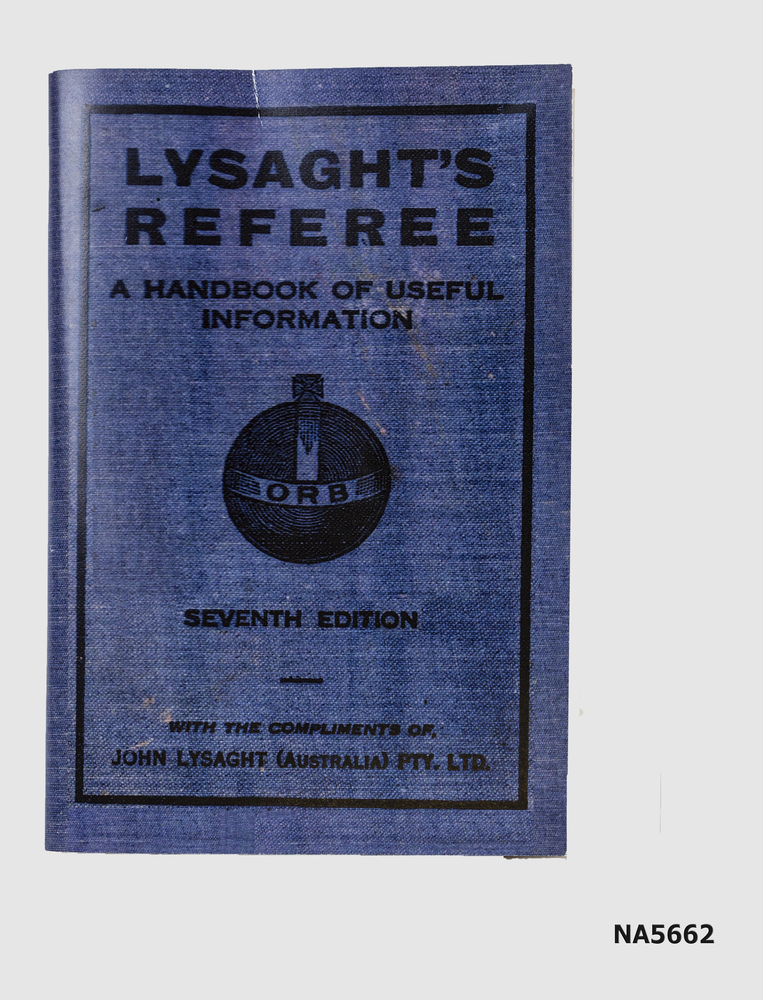 LYSAGHT'S
REFEREE
A HANDBOOK OF USEFUL
INFORMATION
ORB
SEVENTH EDITION
WITH THE COMPLIMENTS OF,
JOHN LYSAGHT (AUSTRALIA) PTY. LTD.
NA5662